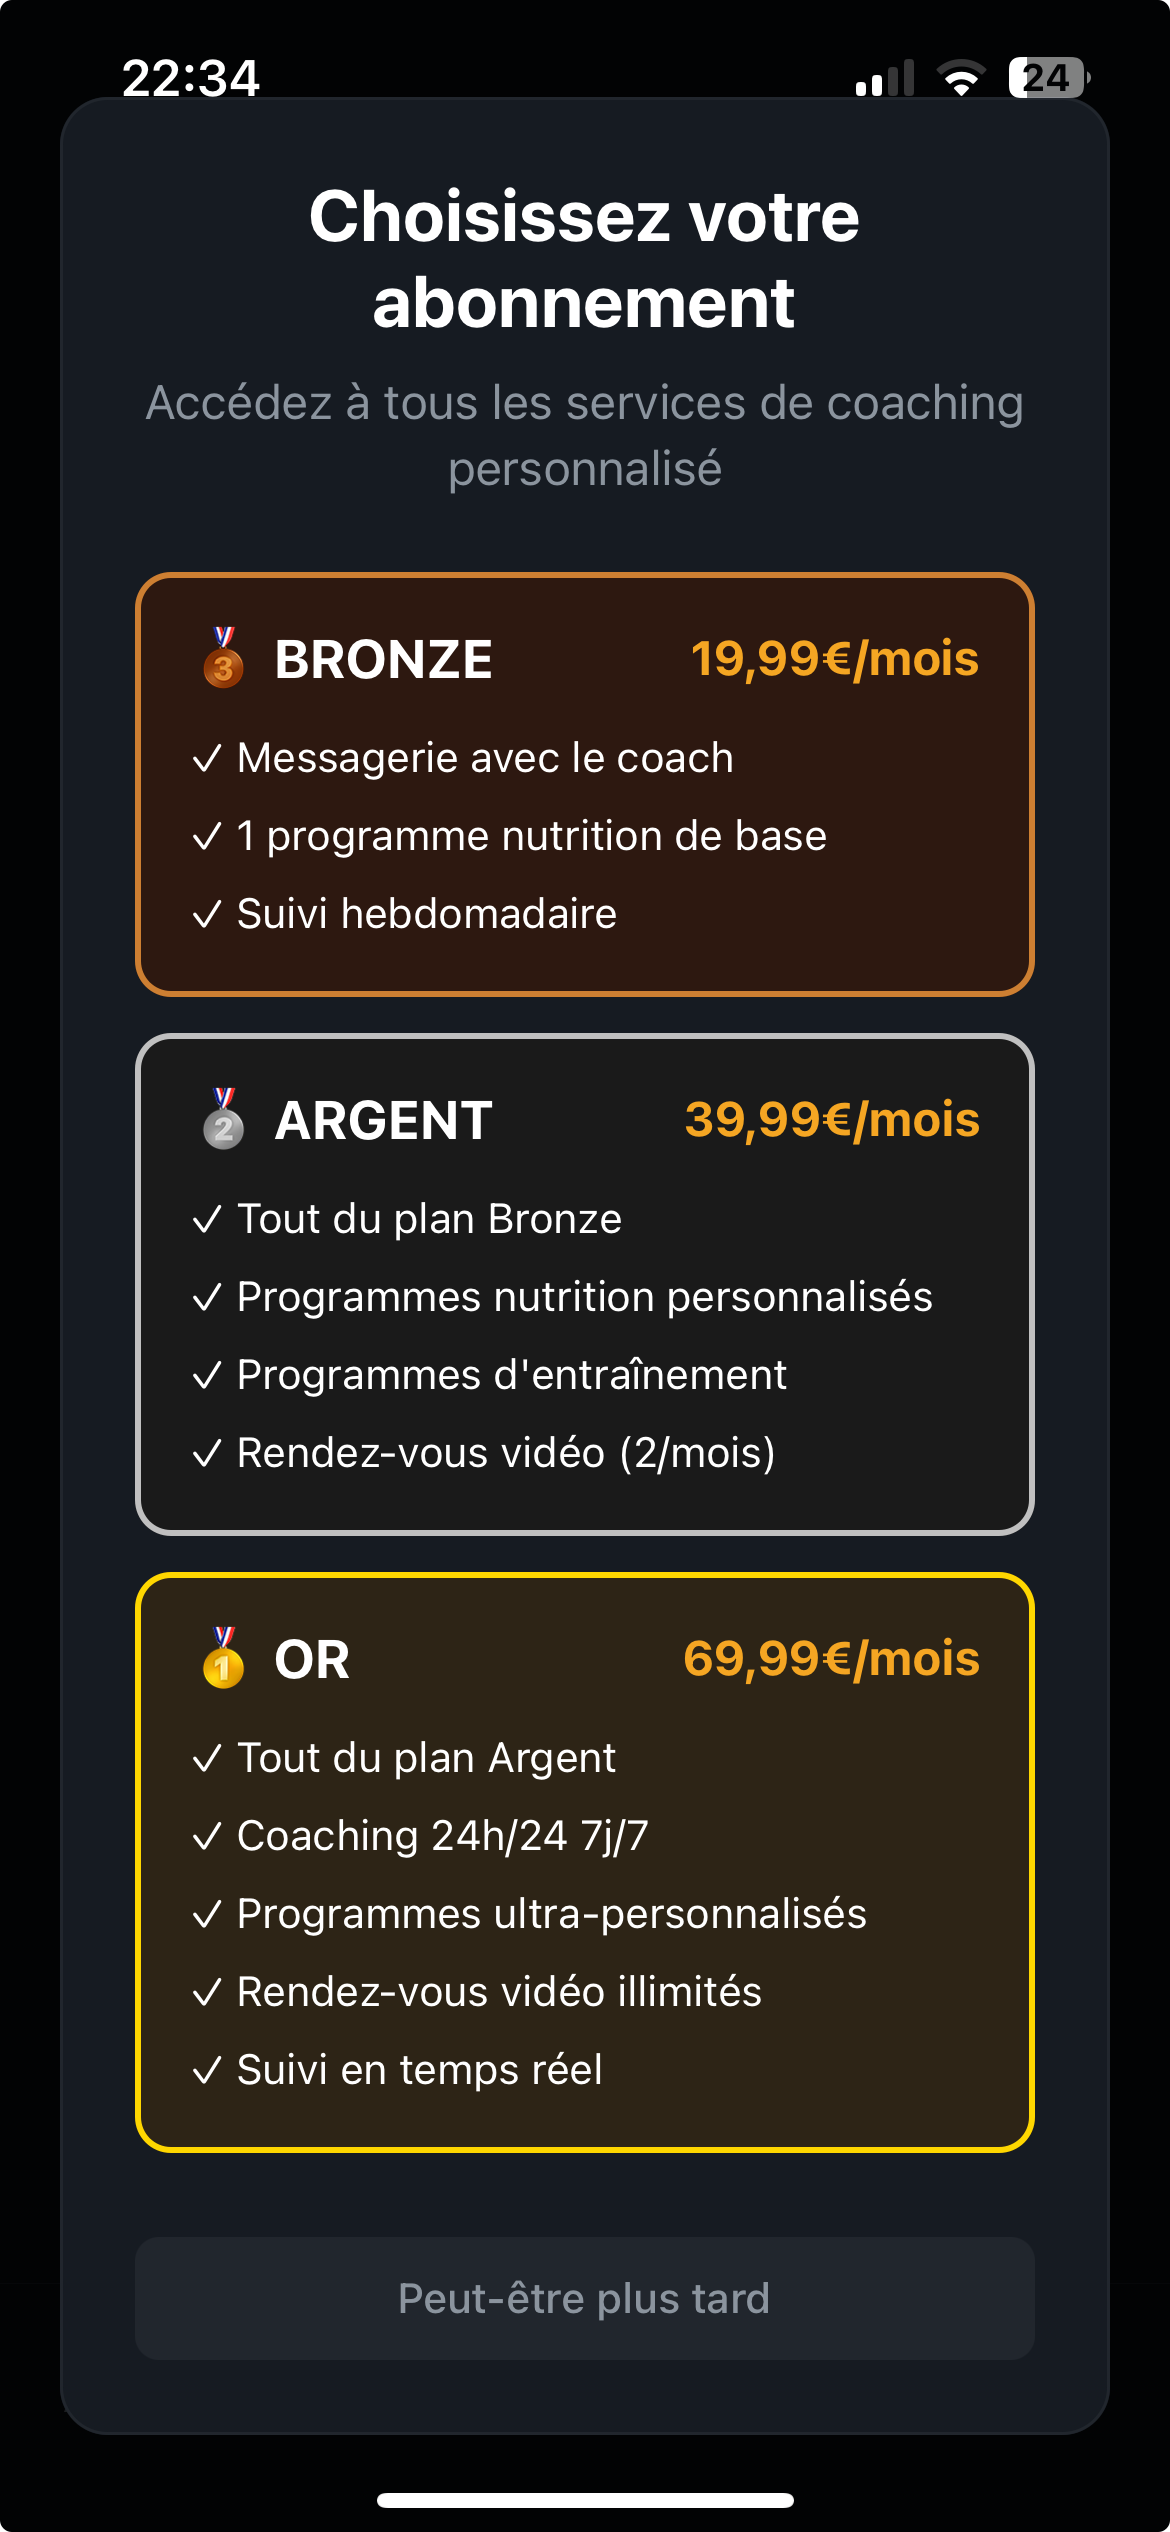 22:34
24
Choisissez votre
abonnement
Accédez à tous les services de coaching
personnalisé
3 BRONZE 19,99€/mois
✓ Messagerie avec le coach
✓ 1 programme nutrition de base
✓ Suivi hebdomadaire
2 ARGENT 39,99€/mois
✓ Tout du plan Bronze
✓ Programmes nutrition personnalisés
✓ Programmes d'entraînement
✓ Rendez-vous vidéo (2/mois)
1 OR 69,99€/mois
✓ Tout du plan Argent
✓ Coaching 24h/24 7j/7
✓ Programmes ultra-personnalisés
✓ Rendez-vous vidéo illimités
✓ Suivi en temps réel
Peut-être plus tard